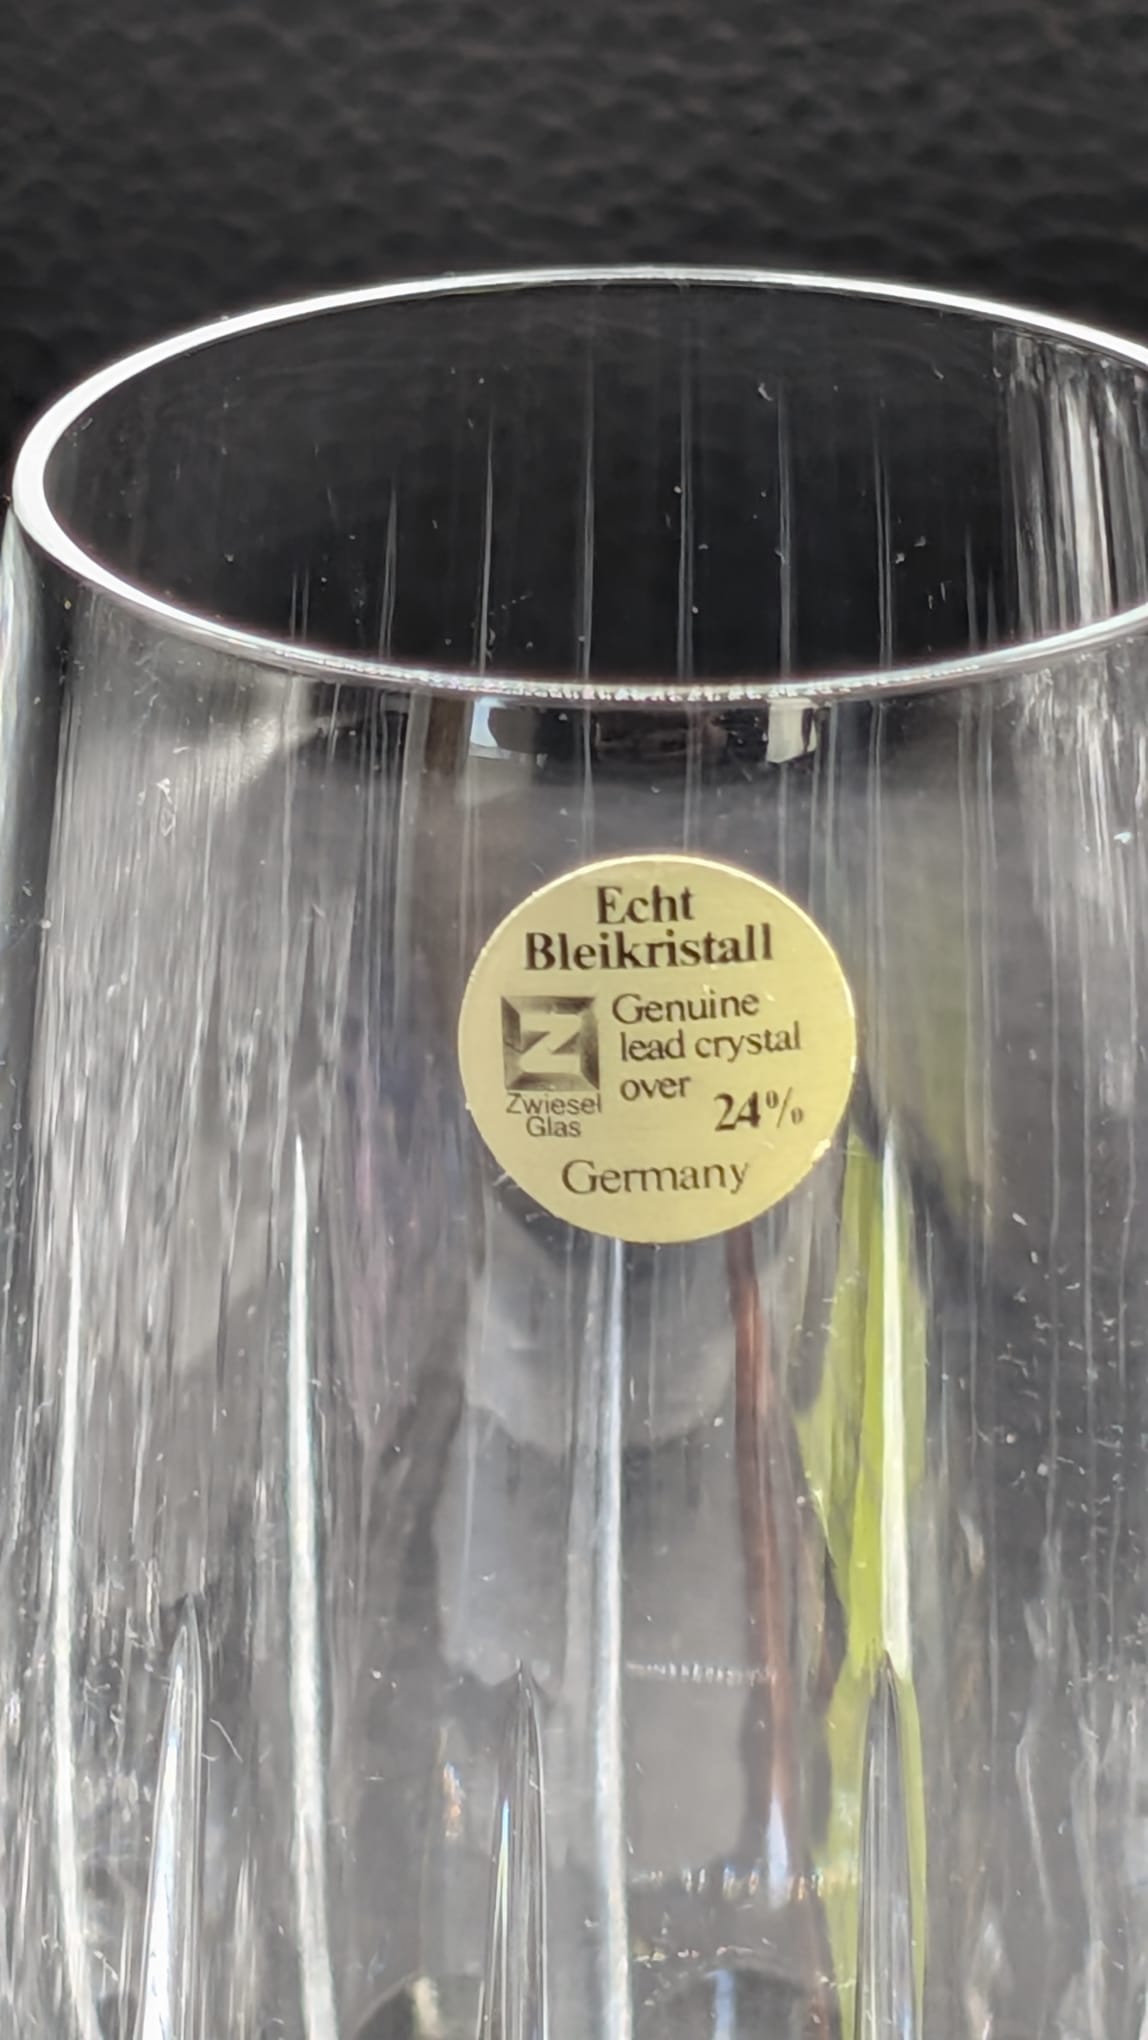 Echt
Bleikristall
Z
Zwiesel
Glas
Genuine
lead crystal
over
24%
Germany